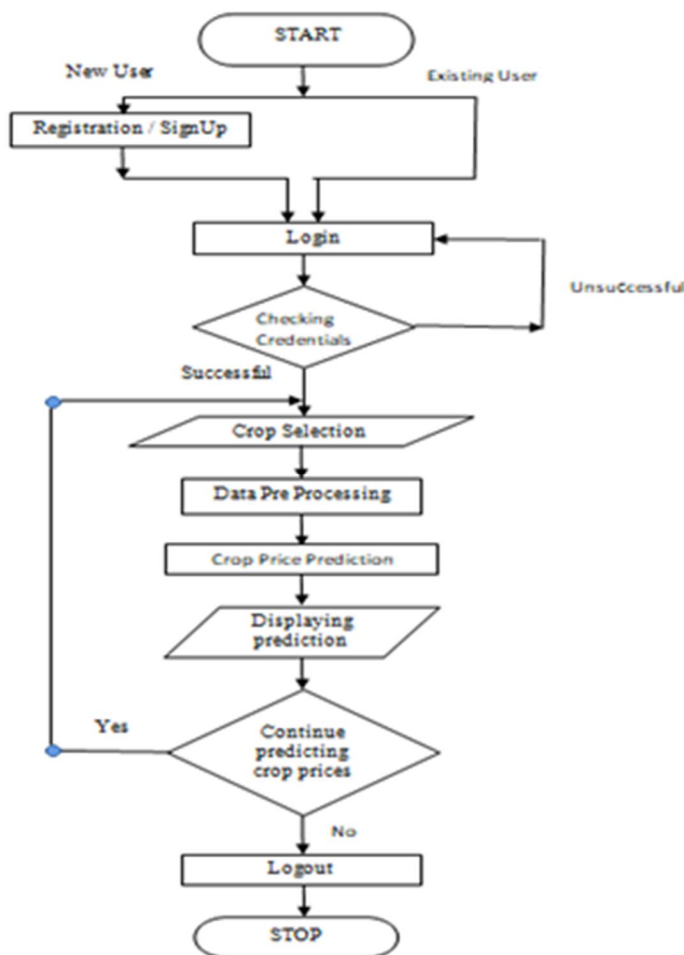 START
New User
Existing User
Registration / SignUp
Login
Unsuccessful
Checking
Credentials
Successful
Crop Selection
Data Pre Processing
Crop Price Prediction
Displaying
prediction
Yes
Continue
predicting
crop prices
No
Logout
STOP